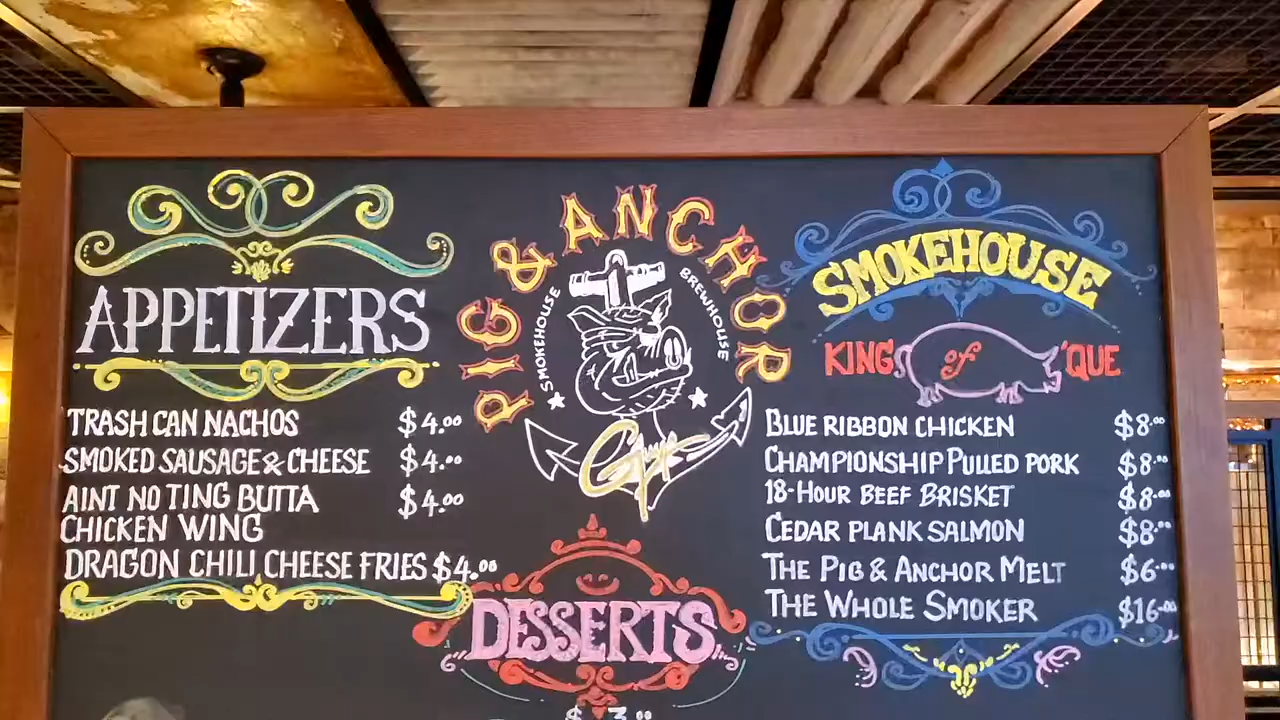 APPETIZERS
TRASH CAN NACHOS $4.00
SMOKED SAUSAGE & CHEESE $4.00
AINT NO TING BUTTA $4.00
CHICKEN WING
DRAGON CHILI CHEESE FRIES $4.00
PIG & ANCHOR
SMOKEHOUSE BREWHOUSE
Guy's
DESSERTS
$3.00
SMOKEHOUSE
KING of 'QUE
BLUE RIBBON CHICKEN $8.00
CHAMPIONSHIP PULLED PORK $8.00
18-HOUR BEEF BRISKET $8.00
CEDAR PLANK SALMON $8.00
THE PIG & ANCHOR MELT $6.00
THE WHOLE SMOKER $16.00